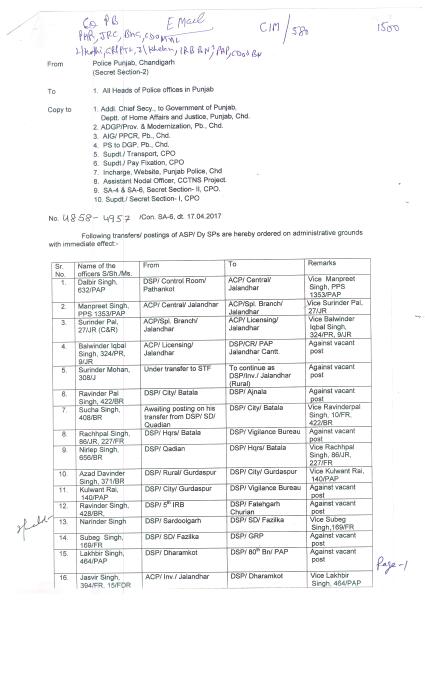 E Mail
CIM / 580
1500
From Police Punjab, Chandigarh
(Secret Section-2)
To 1. All Heads of Police offices in Punjab
Copy to 1. Addl. Chief Secy., to Government of Punjab,
Deptt. of Home Affairs and Justice, Punjab, Chd.
2. ADGP/Prov. & Modernization, Pb., Chd.
3. AIG/ PPCR, Pb., Chd.
4. PS to DGP, Pb., Chd.
5. Supdt./ Transport, CPO
6. Supdt./ Pay Fixation, CPO
7. Incharge, Website, Punjab Police, Chd
8. Assistant Nodal Officer, CCTNS Project.
9. SA-4 & SA-6, Secret Section- II, CPO.
10. Supdt./ Secret Section- I, CPO
No. 4858-4957 /Con. SA-6, dt. 17.04.2017
Following transfers/ postings of ASP/ Dy SPs are hereby ordered on administrative grounds
with immediate effect:-
Sr. Name of the From To Remarks
No. officers S/Sh./Ms.
1. Dalbir Singh, DSP/ Control Room/ ACP/ Central/ Vice Manpreet
632/PAP Pathankot Jalandhar Singh, PPS
1353/PAP
2. Manpreet Singh, ACP/ Central/ Jalandhar ACP/Spl. Branch/ Vice Surinder Pal,
PPS 1353/PAP Jalandhar 27/JR
3. Surinder Pal, ACP/Spl. Branch/ ACP/ Licensing/ Vice Balwinder
27/JR (C&R) Jalandhar Jalandhar Iqbal Singh,
324/PR, 9/JR
4. Balwinder Iqbal ACP/ Licensing/ DSP/CR/ PAP Against vacant
Singh, 324/PR, Jalandhar Jalandhar Cantt. post
9/JR
5. Surinder Mohan, Under transfer to STF To continue as Against vacant
308/J DSP/Inv./ Jalandhar post
(Rural)
6. Ravinder Pal DSP/ City/ Batala DSP/ Ajnala Against vacant
Singh, 422/BR post
7. Sucha Singh, Awaiting posting on his DSP/ City/ Batala Vice Ravinderpal
408/BR transfer from DSP/ SD/ Singh, 10/FR,
Quadian 422/BR
8. Rachhpal Singh, DSP/ Hqrs/ Batala DSP/ Vigilance Bureau Against vacant
86/JR, 227/FR post
9. Nirlep Singh, DSP/ Qadian DSP/ Hqrs/ Batala Vice Rachhpal
656/BR Singh, 86/JR,
227/FR
10. Azad Davinder DSP/ Rural/ Gurdaspur DSP/ City/ Gurdaspur Vice Kulwant Rai,
Singh, 371/BR 140/PAP
11. Kulwant Rai, DSP/ City/ Gurdaspur DSP/ Vigilance Bureau Against vacant
140/PAP post
12. Ravinder Singh, DSP/ 5th IRB DSP/ Fatehgarh Against vacant
428/BR, Churian post
13. Narinder Singh DSP/ Sardoolgarh DSP/ SD/ Fazilka Vice Subeg
Singh,169/FR
14. Subeg Singh, DSP/ SD/ Fazilka DSP/ GRP Against vacant
169/FR post
15. Lakhbir Singh, DSP/ Dharamkot DSP/ 80th Bn/ PAP Against vacant
464/PAP post
16. Jasvir Singh, ACP/ Inv./ Jalandhar DSP/ Dharamkot Vice Lakhbir
394/FR, 15/FDR Singh, 464/PAP
Page-1